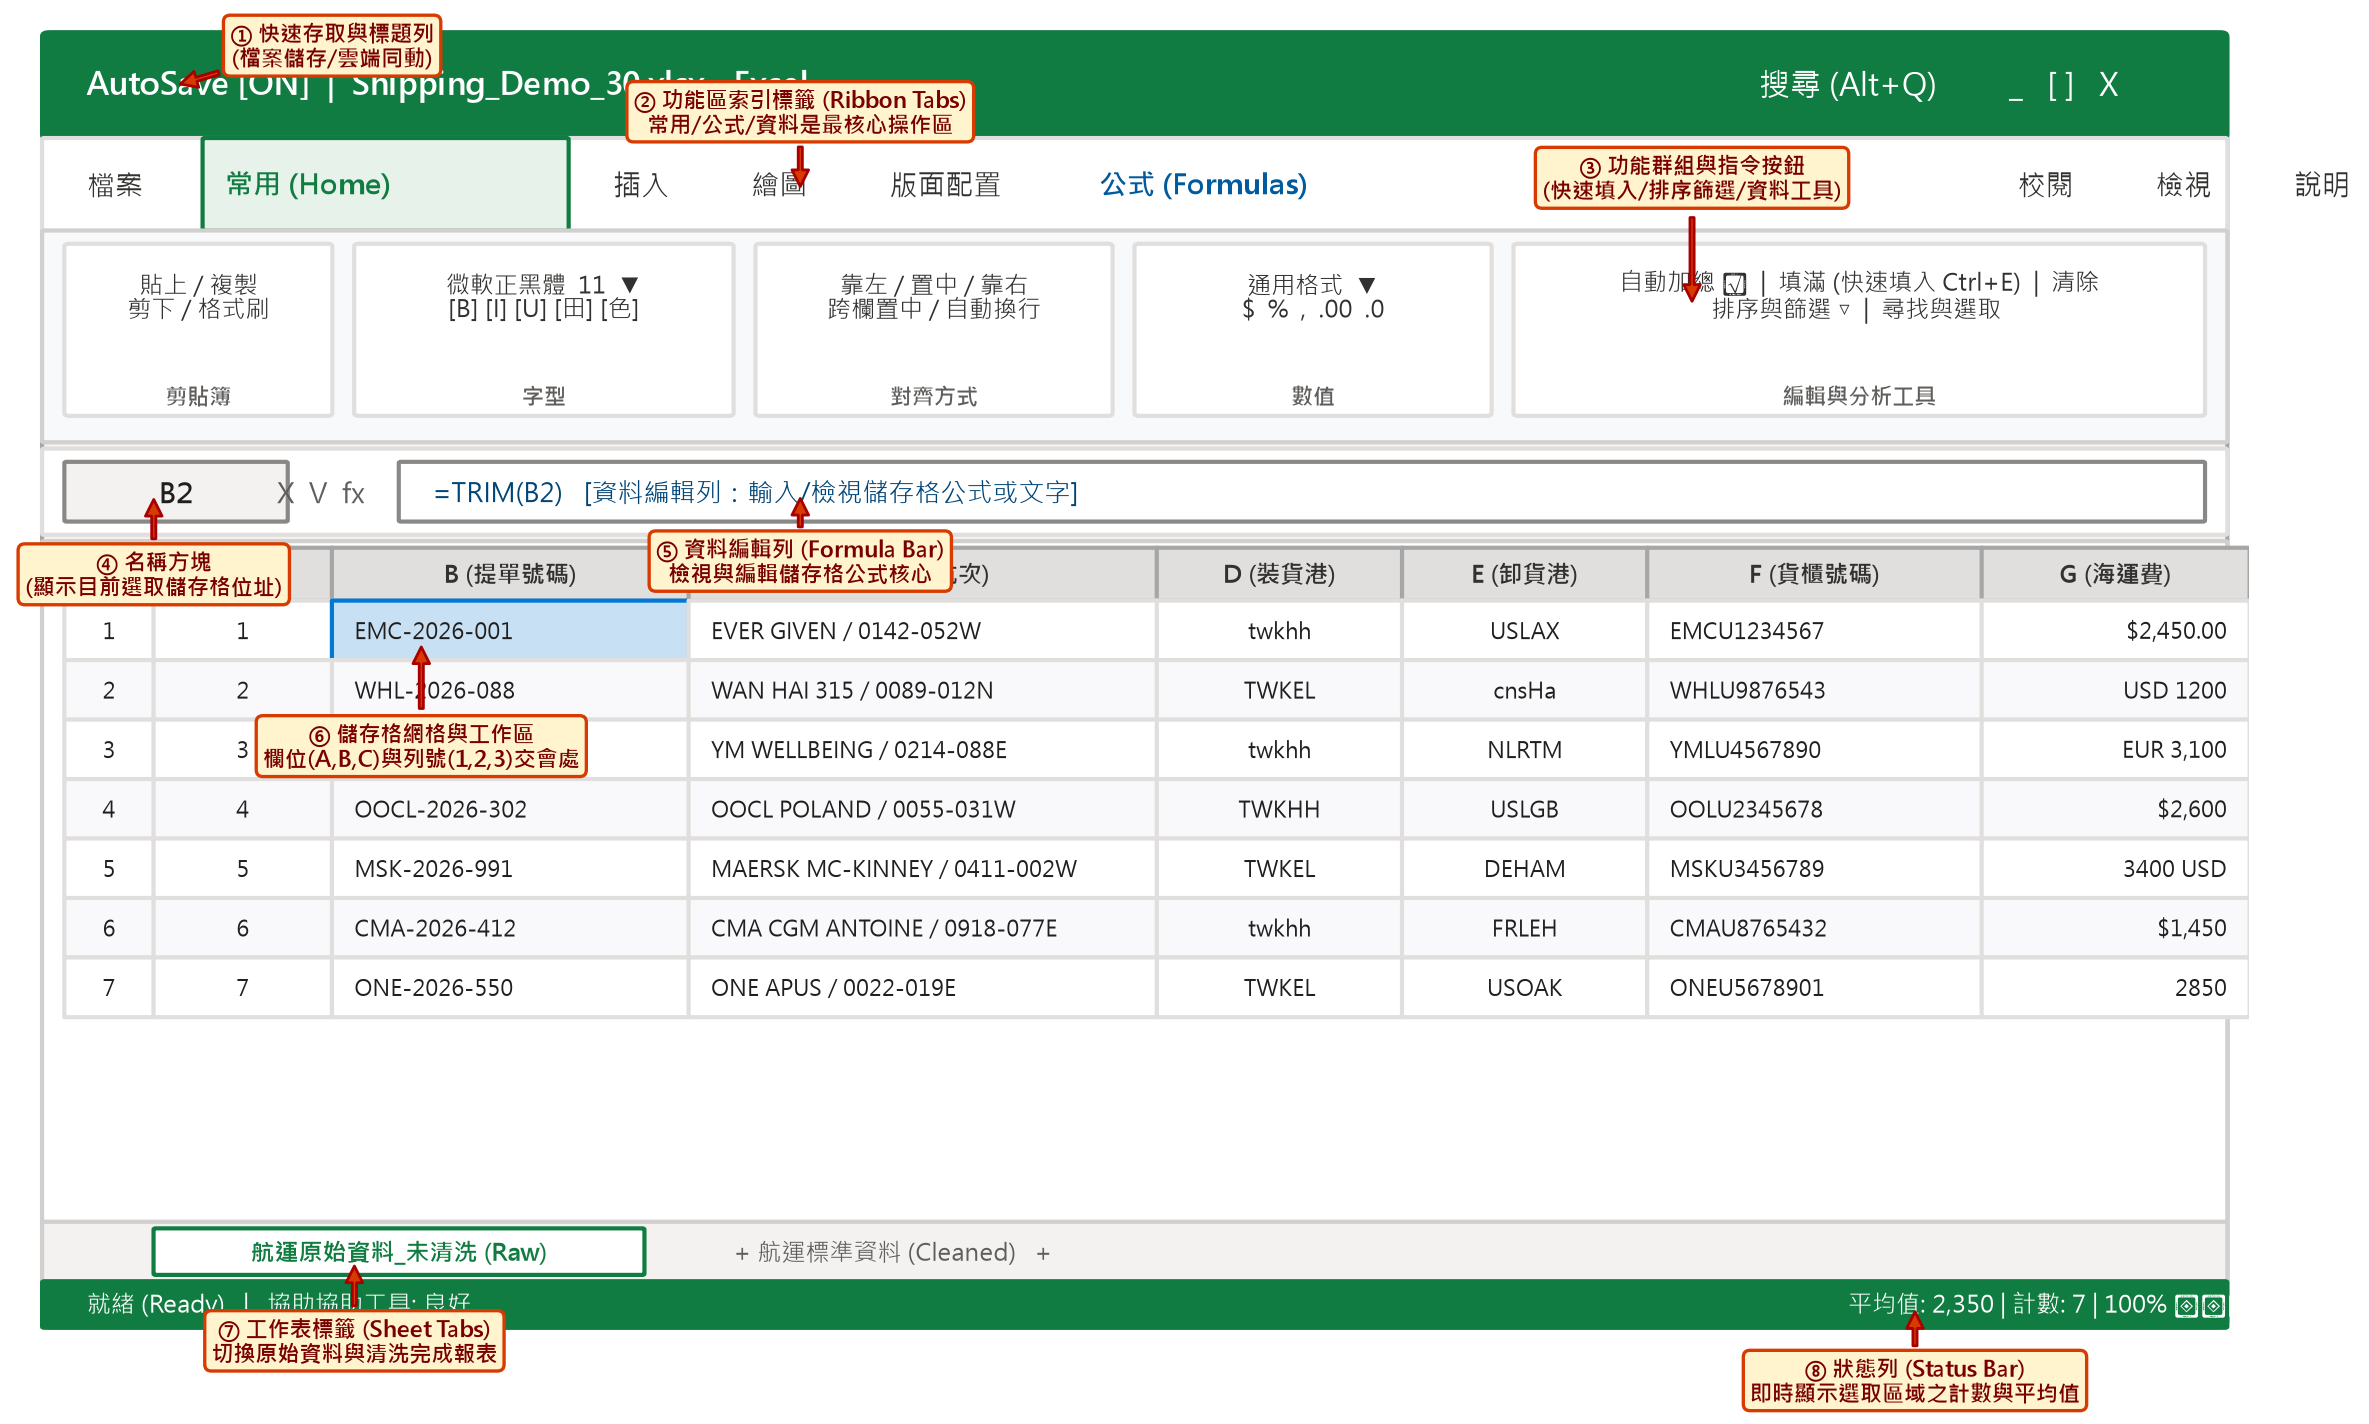 ① 快速存取與標題列
(檔案儲存/雲端同動)
AutoSave [ON] | Shipping_Demo_30.xlsx - Excel
搜尋 (Alt+Q) _ [ ] X
② 功能區索引標籤 (Ribbon Tabs)
常用/公式/資料是最核心操作區
檔案 常用 (Home) 插入 繪圖 版面配置 公式 (Formulas) 校閱 檢視 說明
③ 功能群組與指令按鈕
(快速填入/排序篩選/資料工具)
貼上 / 複製
剪下 / 格式刷
剪貼簿
微軟正黑體 11 ▼
[B] [I] [U] [田] [色]
字型
靠左 / 置中 / 靠右
跨欄置中 / 自動換行
對齊方式
通用格式 ▼
$ % , .00 .0
數值
自動加總 | 填滿 (快速填入 Ctrl+E) | 清除
排序與篩選 ▿ | 尋找與選取
編輯與分析工具
B2 X V fx =TRIM(B2) [資料編輯列：輸入/檢視儲存格公式或文字]
④ 名稱方塊
(顯示目前選取儲存格位址)
⑤ 資料編輯列 (Formula Bar)
檢視與編輯儲存格公式核心
B (提單號碼) 次) D (裝貨港) E (卸貨港) F (貨櫃號碼) G (海運費)
1 1 EMC-2026-001 EVER GIVEN / 0142-052W twkhh USLAX EMCU1234567 $2,450.00
2 2 WHL-2026-088 WAN HAI 315 / 0089-012N TWKEL cnsHa WHLU9876543 USD 1200
3 3 YM WELLBEING / 0214-088E twkhh NLRTM YMLU4567890 EUR 3,100
⑥ 儲存格網格與工作區
欄位(A,B,C)與列號(1,2,3)交會處
4 4 OOCL-2026-302 OOCL POLAND / 0055-031W TWKHH USLGB OOLU2345678 $2,600
5 5 MSK-2026-991 MAERSK MC-KINNEY / 0411-002W TWKEL DEHAM MSKU3456789 3400 USD
6 6 CMA-2026-412 CMA CGM ANTOINE / 0918-077E twkhh FRLEH CMAU8765432 $1,450
7 7 ONE-2026-550 ONE APUS / 0022-019E TWKEL USOAK ONEU5678901 2850
航運原始資料_未清洗 (Raw) + 航運標準資料 (Cleaned) +
就緒 (Ready) | 協助協助工具: 良好
平均值: 2,350 | 計數: 7 | 100%
⑦ 工作表標籤 (Sheet Tabs)
切換原始資料與清洗完成報表
⑧ 狀態列 (Status Bar)
即時顯示選取區域之計數與平均值